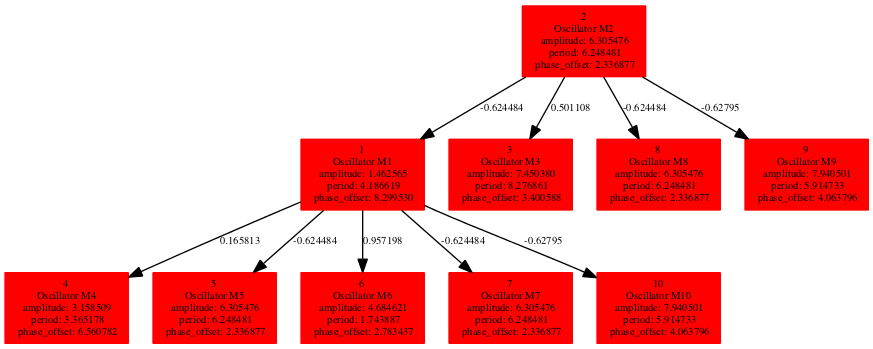 2
Oscillator M2
amplitude: 6.305476
period: 6.248481
phase_offset: 2.336877
-0.624484
0.501108
-0.624484
-0.62795
1
Oscillator M1
amplitude: 1.462565
period: 4.186619
phase_offset: 8.299530
3
Oscillator M3
amplitude: 7.450380
period: 8.276861
phase_offset: 3.400588
8
Oscillator M8
amplitude: 6.305476
period: 6.248481
phase_offset: 2.336877
9
Oscillator M9
amplitude: 7.940501
period: 5.914733
phase_offset: 4.063796
0.165813
-0.624484
0.957198
-0.624484
-0.62795
4
Oscillator M4
amplitude: 3.158509
period: 3.365178
phase_offset: 6.560782
5
Oscillator M5
amplitude: 6.305476
period: 6.248481
phase_offset: 2.336877
6
Oscillator M6
amplitude: 4.684621
period: 1.743887
phase_offset: 2.783437
7
Oscillator M7
amplitude: 6.305476
period: 6.248481
phase_offset: 2.336877
10
Oscillator M10
amplitude: 7.940501
period: 5.914733
phase_offset: 4.063796